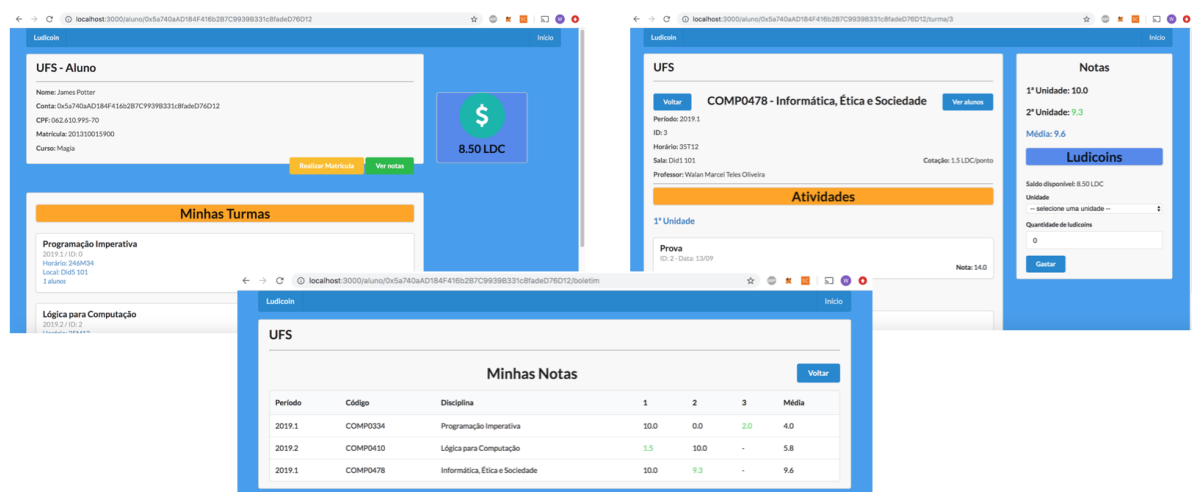 localhost:3000/aluno/0x5a740aAD184F416b2B7C9939B331c8fadeD76D12
Ludicoin Início
UFS - Aluno
Nome: James Potter
Conta: 0x5a740aAD184F416b2B7C9939B331c8fadeD76D12
CPF: 062.610.995-70
Matrícula: 201310015900
Curso: Magia
Realizar Matrícula Ver notas
$
8.50 LDC
Minhas Turmas
Programação Imperativa
2019.1 / ID: 0
Horário: 246M34
Local: Did5 101
1 alunos
Lógica para Computação
2019.2 / ID: 2
localhost:3000/aluno/0x5a740aAD184F416b2B7C9939B331c8fadeD76D12/turma/3
Ludicoin Início
UFS
Voltar COMP0478 - Informática, Ética e Sociedade Ver alunos
Período: 2019.1
ID: 3
Horário: 35T12
Sala: Did1 101 Cotação: 1.5 LDC/ponto
Professor: Walan Marcel Teles Oliveira
Atividades
1ª Unidade
Prova
ID: 2 - Data: 13/09
Nota: 14.0
Notas
1ª Unidade: 10.0
2ª Unidade: 9.3
Média: 9.6
Ludicoins
Saldo disponível: 8.50 LDC
Unidade
-- selecione uma unidade --
Quantidade de ludicoins
0
Gastar
localhost:3000/aluno/0x5a740aAD184F416b2B7C9939B331c8fadeD76D12/boletim
Ludicoin Início
UFS
Minhas Notas Voltar
Período Código Disciplina 1 2 3 Média
2019.1 COMP0334 Programação Imperativa 10.0 0.0 2.0 4.0
2019.2 COMP0410 Lógica para Computação 1.5 10.0 - 5.8
2019.1 COMP0478 Informática, Ética e Sociedade 10.0 9.3 - 9.6